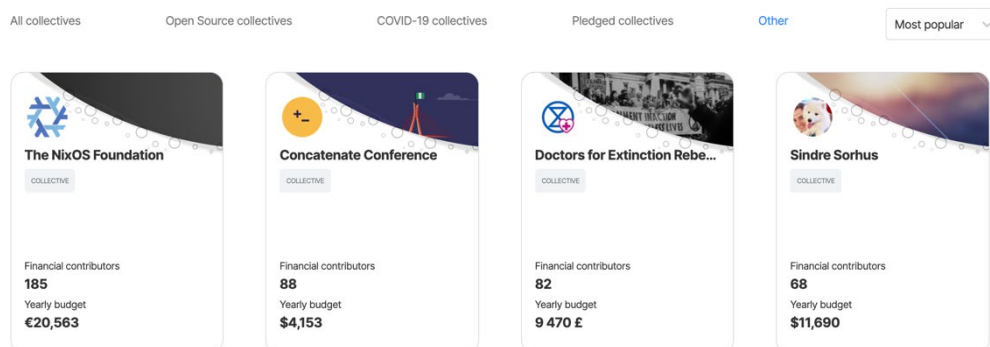 All collectives
Open Source collectives
COVID-19 collectives
Pledged collectives
Other
Most popular
The NixOS Foundation
COLLECTIVE
Financial contributors
185
Yearly budget
€20,563
Concatenate Conference
COLLECTIVE
Financial contributors
88
Yearly budget
$4,153
Doctors for Extinction Rebe...
COLLECTIVE
Financial contributors
82
Yearly budget
9 470 £
Sindre Sorhus
COLLECTIVE
Financial contributors
68
Yearly budget
$11,690